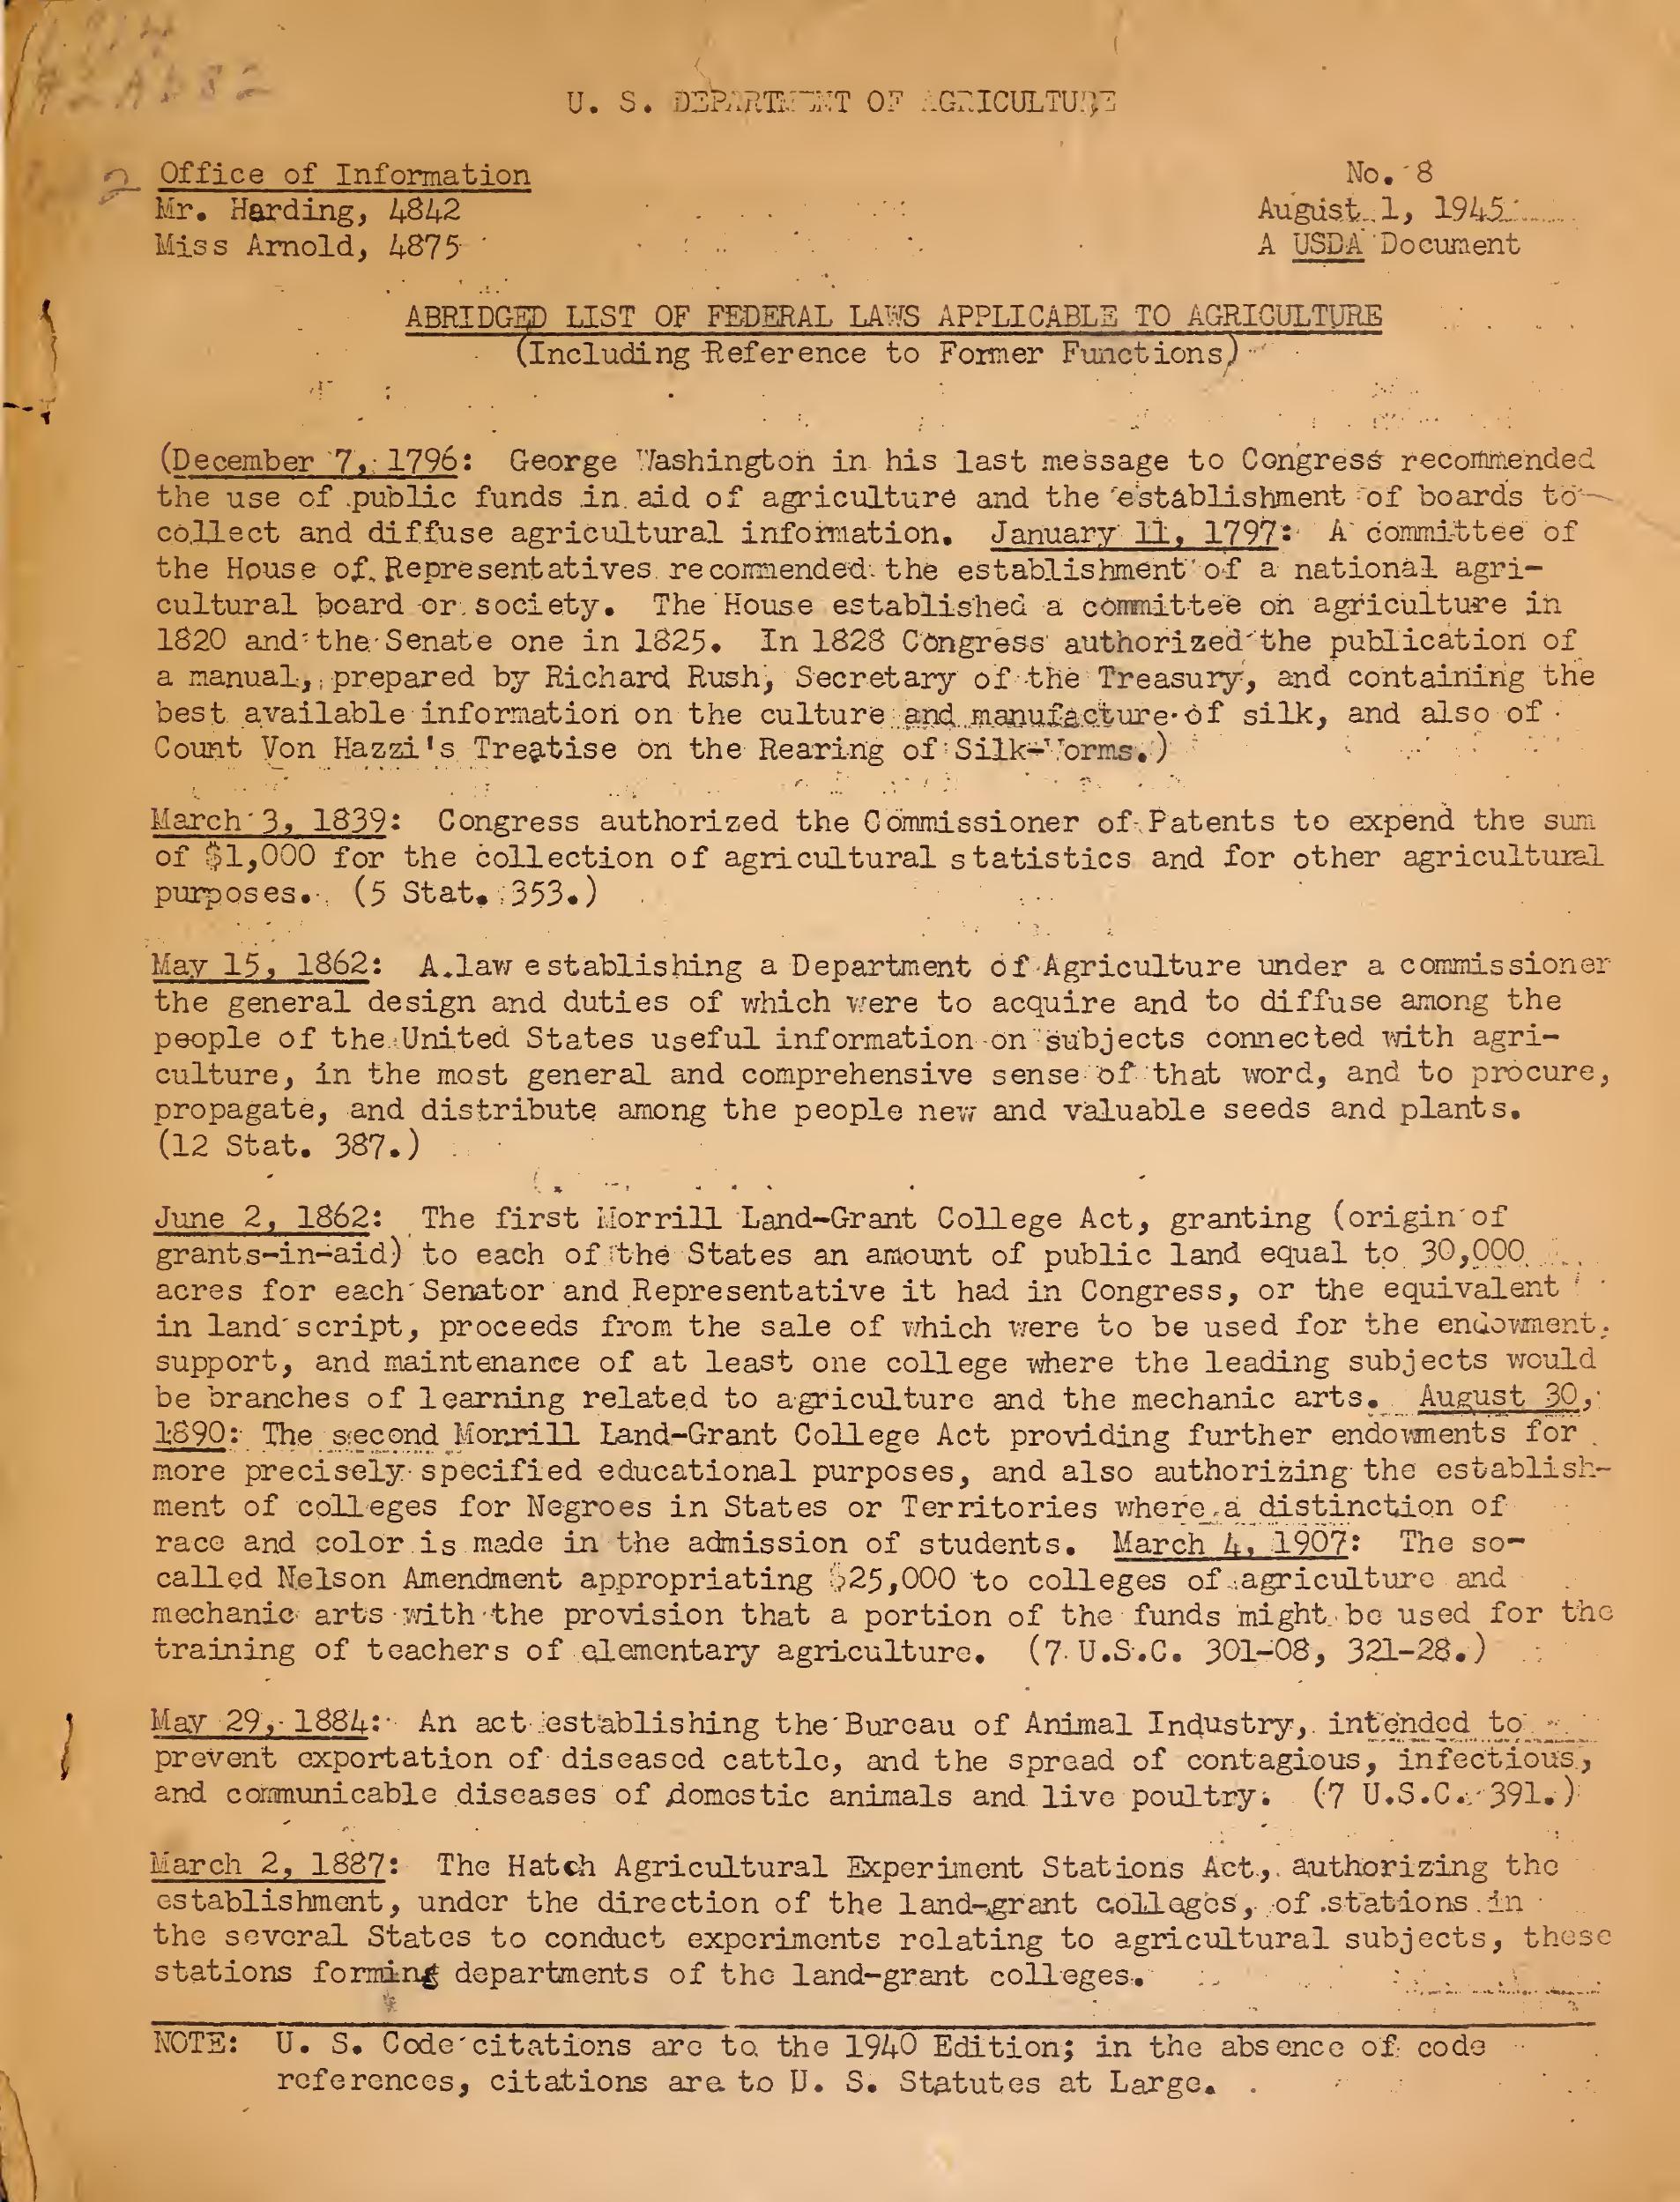 U. S. DEPARTMENT OF AGRICULTURE
2 Office of Information No. 8
Mr. Harding, 4842 August 1, 1945
Miss Arnold, 4875 A USDA Document
ABRIDGED LIST OF FEDERAL LAWS APPLICABLE TO AGRICULTURE
(Including Reference to Former Functions)
(December 7, 1796: George Washington in his last message to Congress recommended
the use of public funds in aid of agriculture and the establishment of boards to
collect and diffuse agricultural information. January 11, 1797: A committee of
the House of Representatives recommended the establishment of a national agri-
cultural board or society. The House established a committee on agriculture in
1820 and the Senate one in 1825. In 1828 Congress authorized the publication of
a manual, prepared by Richard Rush, Secretary of the Treasury, and containing the
best available information on the culture and manufacture of silk, and also of
Count Von Hazzi's Treatise on the Rearing of Silk-Worms.)
March 3, 1839: Congress authorized the Commissioner of Patents to expend the sum
of $1,000 for the collection of agricultural statistics and for other agricultural
purposes. (5 Stat. 353.)
May 15, 1862: A law establishing a Department of Agriculture under a commissioner
the general design and duties of which were to acquire and to diffuse among the
people of the United States useful information on subjects connected with agri-
culture, in the most general and comprehensive sense of that word, and to procure,
propagate, and distribute among the people new and valuable seeds and plants.
(12 Stat. 387.)
June 2, 1862: The first Morrill Land-Grant College Act, granting (origin of
grants-in-aid) to each of the States an amount of public land equal to 30,000
acres for each Senator and Representative it had in Congress, or the equivalent
in land script, proceeds from the sale of which were to be used for the endowment,
support, and maintenance of at least one college where the leading subjects would
be branches of learning related to agriculture and the mechanic arts. August 30,
1890: The second Morrill Land-Grant College Act providing further endowments for
more precisely specified educational purposes, and also authorizing the establish-
ment of colleges for Negroes in States or Territories where a distinction of
race and color is made in the admission of students. March 4, 1907: The so-
called Nelson Amendment appropriating $25,000 to colleges of agriculture and
mechanic arts with the provision that a portion of the funds might be used for the
training of teachers of elementary agriculture. (7 U.S.C. 301-08, 321-28.)
May 29, 1884: An act establishing the Bureau of Animal Industry, intended to
prevent exportation of diseased cattle, and the spread of contagious, infectious,
and communicable diseases of domestic animals and live poultry. (7 U.S.C. 391.)
March 2, 1887: The Hatch Agricultural Experiment Stations Act, authorizing the
establishment, under the direction of the land-grant colleges, of stations in
the several States to conduct experiments relating to agricultural subjects, these
stations forming departments of the land-grant colleges.
NOTE: U. S. Code citations are to the 1940 Edition; in the absence of code
references, citations are to U. S. Statutes at Large.